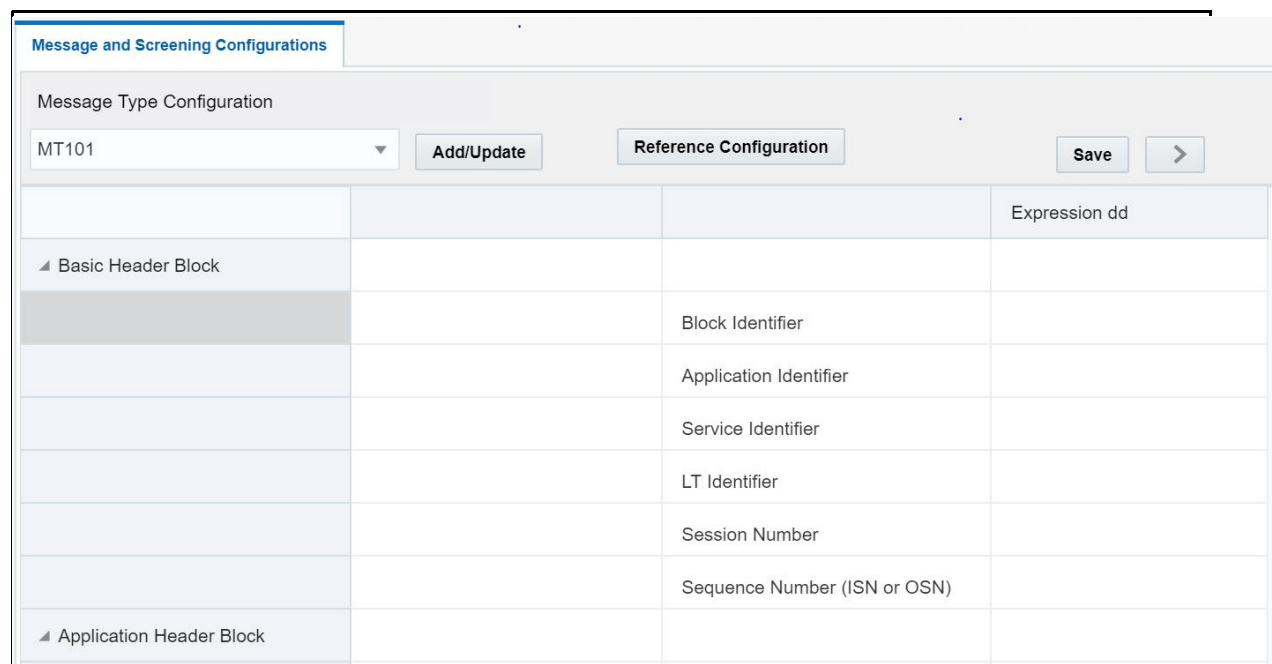 Message and Screening Configurations
Message Type Configuration
MT101
Add/Update
Reference Configuration
Save
Expression dd
Basic Header Block
Block Identifier
Application Identifier
Service Identifier
LT Identifier
Session Number
Sequence Number (ISN or OSN)
Application Header Block